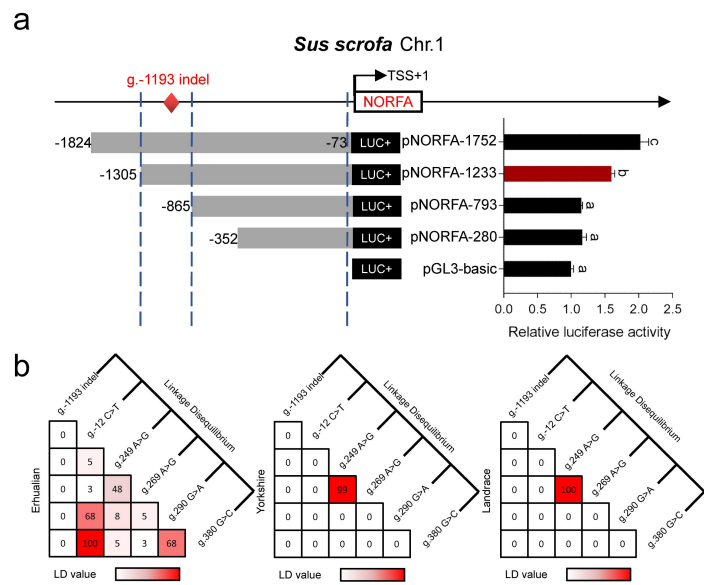 a
Sus scrofa Chr.1
g.-1193 indel
TSS+1
NORFA
-1824
-73
LUC+
pNORFA-1752
c
-1305
LUC+
pNORFA-1233
b
-865
LUC+
pNORFA-793
a
-352
LUC+
pNORFA-280
a
LUC+
pGL3-basic
a
0.0 0.5 1.0 1.5 2.0 2.5
Relative luciferase activity
b
Erhualian
g.-1193 indel
g.-12 C>T
g.249 A>G
g.269 A>G
g.290 G>A
g.380 G>C
Linkage Disequilibrium
0
0 5
0 3 48
0 68 8 5
0 100 5 3 68
LD value
Yorkshire
g.-1193 indel
g.-12 C>T
g.249 A>G
g.269 A>G
g.290 G>A
g.380 G>C
Linkage Disequilibrium
0
0 0
0 0 99
0 0 0 0
0 0 0 0 0
LD value
Landrace
g.-1193 indel
g.-12 C>T
g.249 A>G
g.269 A>G
g.290 G>A
g.380 G>C
Linkage Disequilibrium
0
0 0
0 0 100
0 0 0 0
0 0 0 0 0
LD value